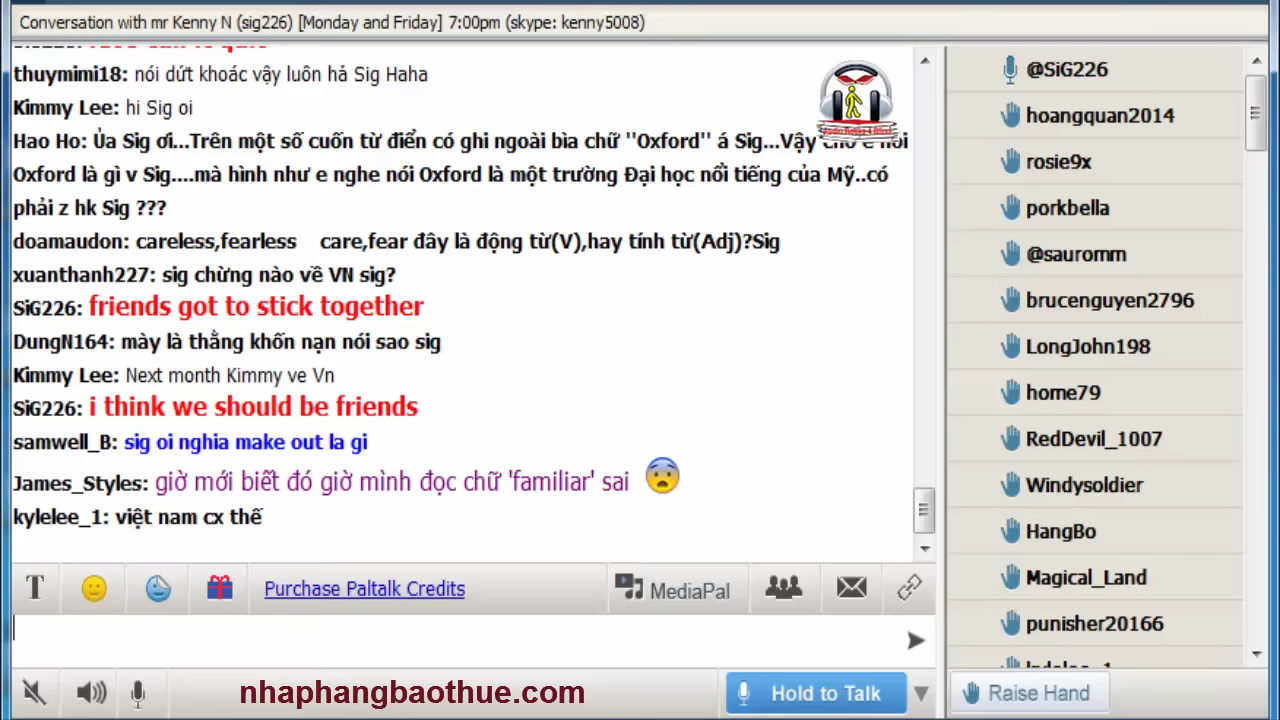 Conversation with mr Kenny N (sig226) [Monday and Friday] 7:00pm (skype: kenny5008)
thuymimi18: nói dứt khoác vậy luôn hả Sig Haha
Kimmy Lee: hi Sig oi
Hao Ho: Ủa Sig ơi...Trên một số cuốn từ điển có ghi ngoài bìa chữ "Oxford" á Sig...Vậy cho e hỏi
Oxford là gì v Sig....mà hình như e nghe nói Oxford là một trường Đại học nổi tiếng của Mỹ..có
phải z hk Sig ???
doamaudon: careless,fearless    care,fear đây là động từ(V),hay tính từ(Adj)?Sig
xuanthanh227: sig chừng nào về VN sig?
SiG226: friends got to stick together
DungN164: mày là thằng khốn nạn nói sao sig
Kimmy Lee: Next month Kimmy ve Vn
SiG226: i think we should be friends
samwell_B: sig oi nghia make out la gi
James_Styles: giờ mới biết đó giờ mình đọc chữ 'familiar' sai
kylelee_1: việt nam cx thế
T
Purchase Paltalk Credits
MediaPal
nhaphangbaothue.com
Hold to Talk
@SiG226
hoangquan2014
rosie9x
porkbella
@sauromm
brucenguyen2796
LongJohn198
home79
RedDevil_1007
Windysoldier
HangBo
Magical_Land
punisher20166
Raise Hand